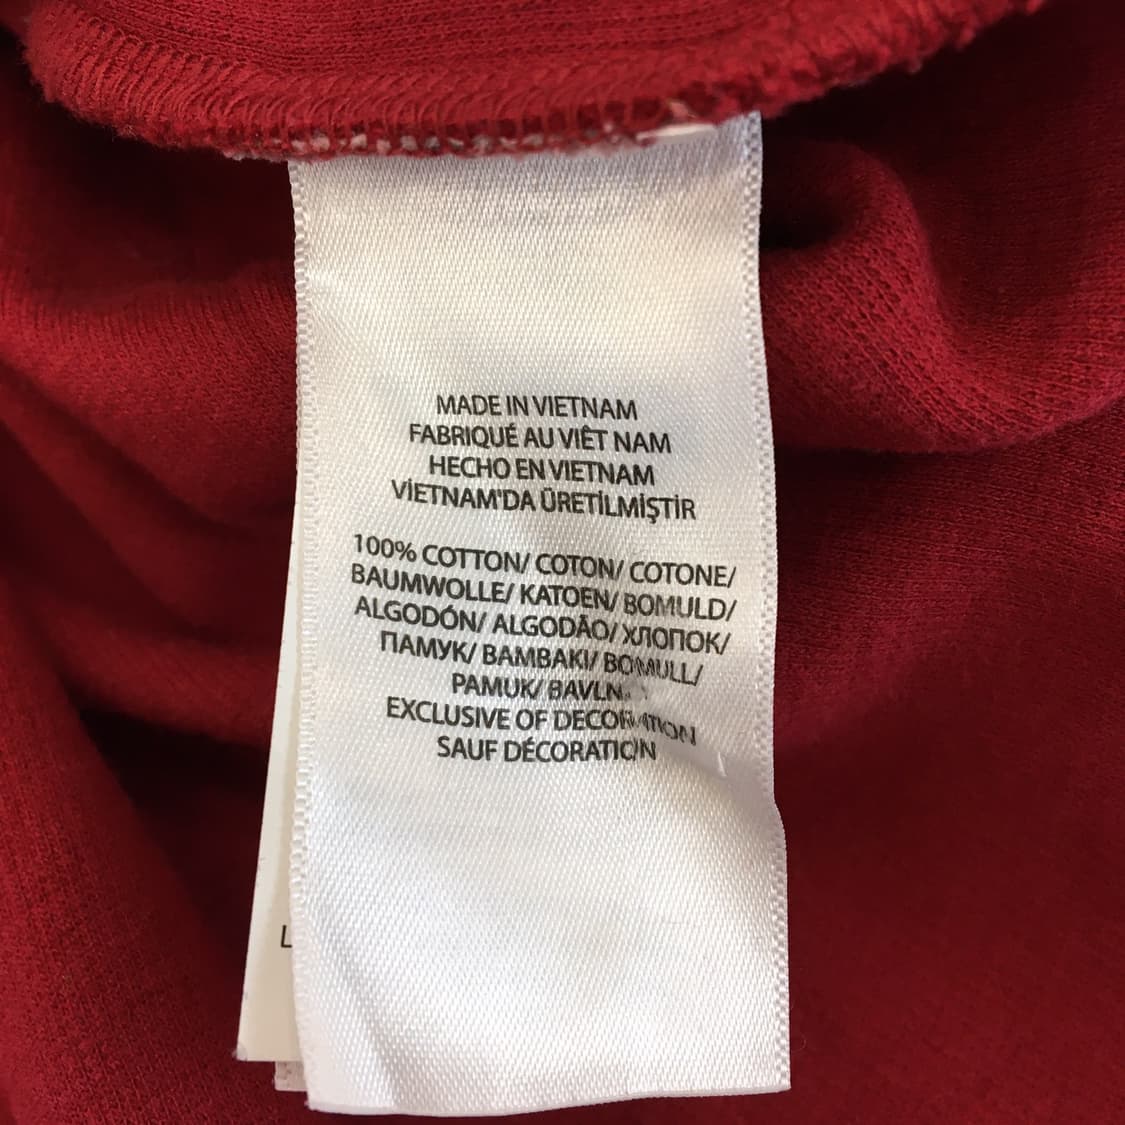 MADE IN VIETNAM
FABRIQUÉ AU VIÊT NAM
HECHO EN VIETNAM
VİETNAM'DA ÜRETİLMİŞTİR
100% COTTON/ COTON/ COTONE/
BAUMWOLLE/ KATOEN/ BOMULD/
ALGODÓN/ ALGODÃO/ ХЛОПОК/
ПАМУК/ BAMBAKI/ BOMULL/
PAMUK/
EXCLUSIVE OF DECORATION
SAUF DÉCORATION
L